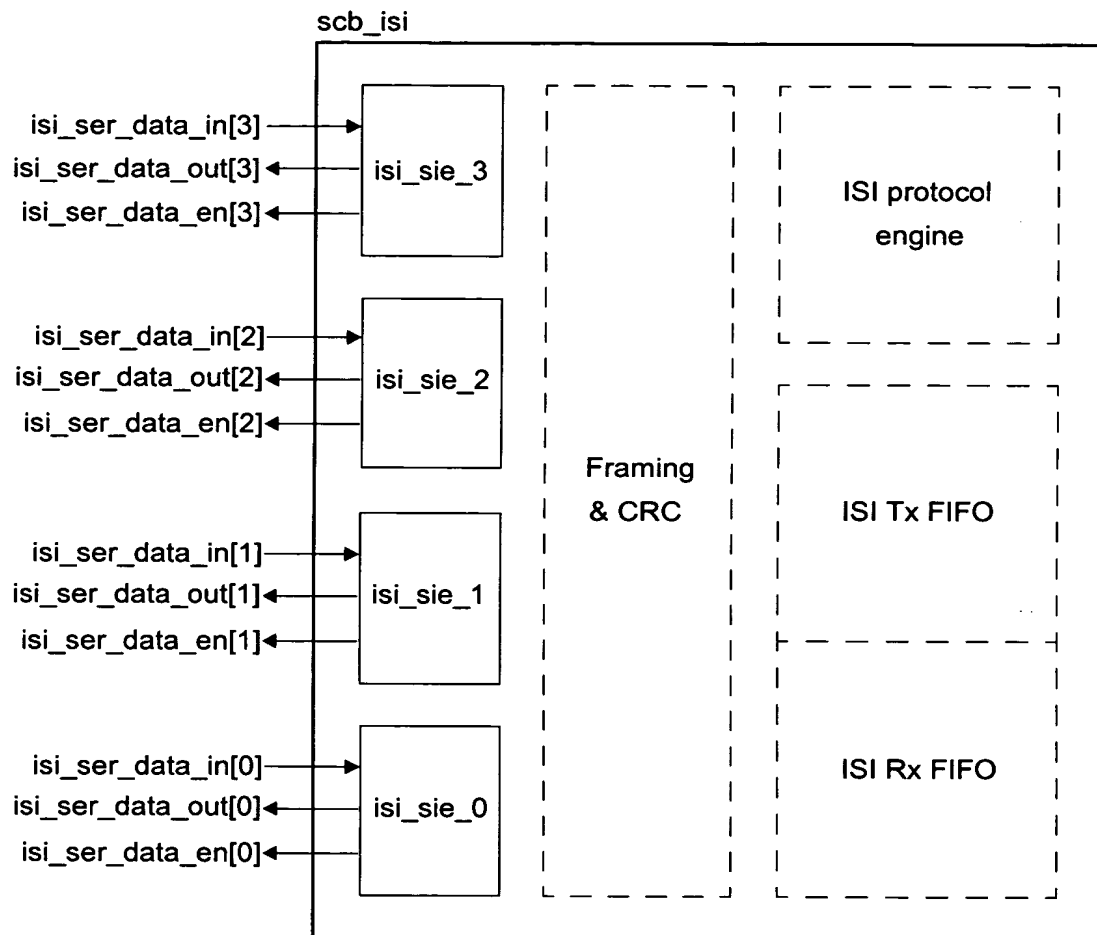 scb_isi
isi_ser_data_in[3]
isi_ser_data_out[3]
isi_ser_data_en[3]
isi_sie_3
isi_ser_data_in[2]
isi_ser_data_out[2]
isi_ser_data_en[2]
isi_sie_2
isi_ser_data_in[1]
isi_ser_data_out[1]
isi_ser_data_en[1]
isi_sie_1
isi_ser_data_in[0]
isi_ser_data_out[0]
isi_ser_data_en[0]
isi_sie_0
Framing
& CRC
ISI protocol
engine
ISI Tx FIFO
ISI Rx FIFO